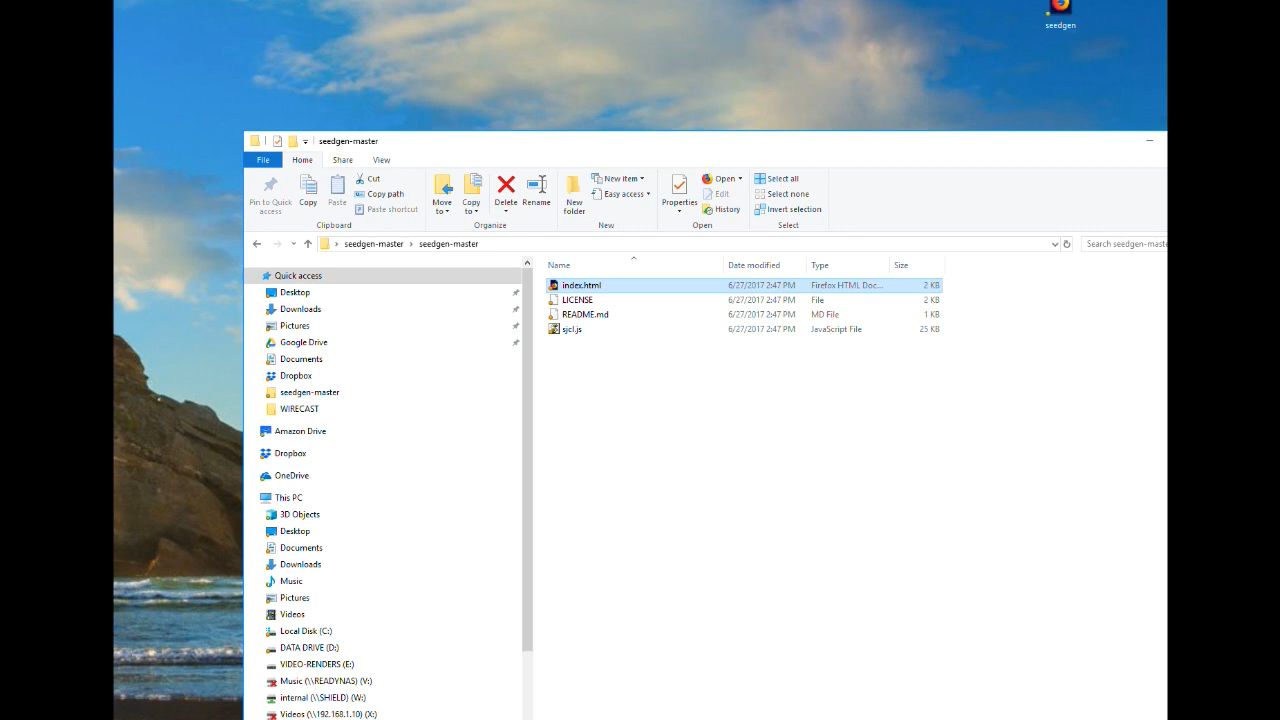 seedgen
seedgen-master
File Home Share View
Pin to Quick access
Copy
Paste
Cut
Copy path
Paste shortcut
Clipboard
Move to
Copy to
Delete
Rename
Organize
New folder
New item
Easy access
New
Properties
Open
Edit
History
Open
Select all
Select none
Invert selection
Select
seedgen-master › seedgen-master
Search seedgen-maste
Name Date modified Type Size
index.html 6/27/2017 2:47 PM Firefox HTML Doc... 2 KB
LICENSE 6/27/2017 2:47 PM File 2 KB
README.md 6/27/2017 2:47 PM MD File 1 KB
sjcl.js 6/27/2017 2:47 PM JavaScript File 25 KB
Quick access
Desktop
Downloads
Pictures
Google Drive
Documents
Dropbox
seedgen-master
WIRECAST
Amazon Drive
Dropbox
OneDrive
This PC
3D Objects
Desktop
Documents
Downloads
Music
Pictures
Videos
Local Disk (C:)
DATA DRIVE (D:)
VIDEO-RENDERS (E:)
Music (\\READYNAS) (V:)
internal (\\SHIELD) (W:)
Videos (\\192.168.1.10) (X:)